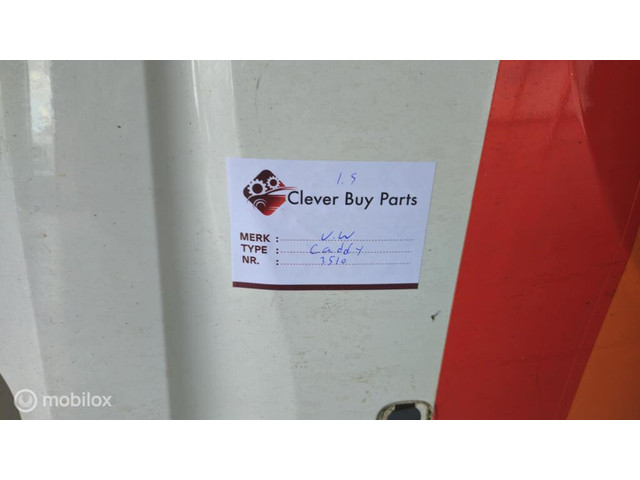 1.9
Clever Buy Parts
MERK : V.W
TYPE : Caddy
NR. : 3510
mobilox